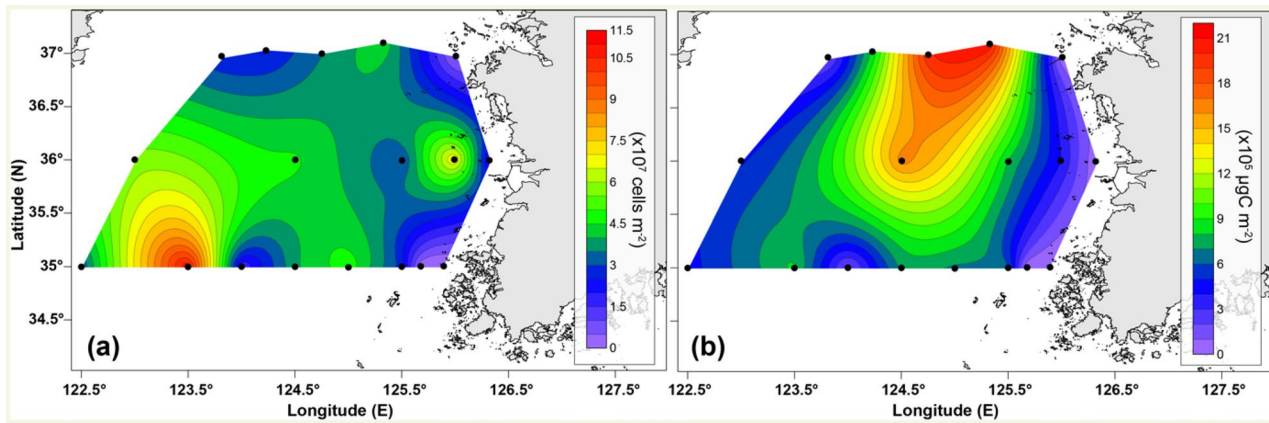 37°
36.5°
36°
35.5°
35°
34.5°
Latitude (N)
11.5
9
7.5
6
4.5
3
1.5
0
(x10⁷ cells m⁻²)
(a)
122.5° 123.5° 124.5° 125.5° 126.5° 127.5°
Longitude (E)
21
18
15
12
9
6
3
0
(x10⁵ µgC m⁻²)
(b)
122.5° 123.5° 124.5° 125.5° 126.5° 127.5°
Longitude (E)